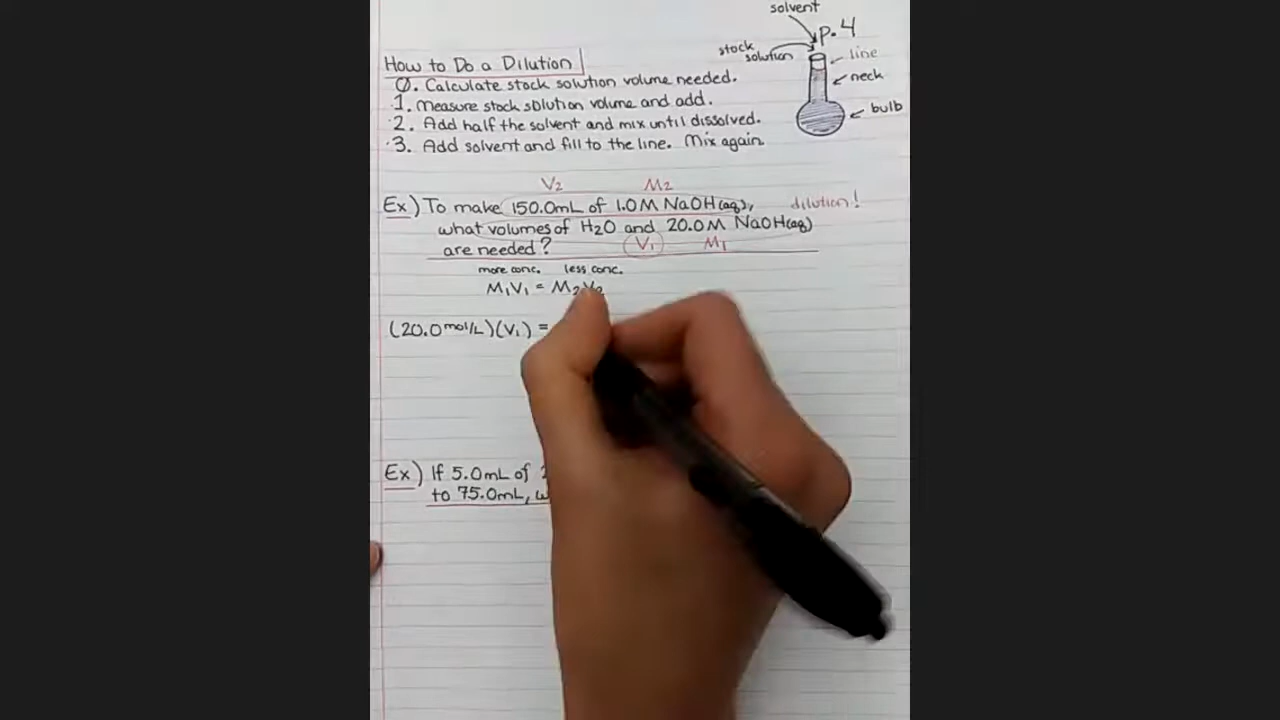 solvent
p.4
stock solution
line
neck
bulb
How to Do a Dilution
0. Calculate stock solution volume needed.
1. Measure stock solution volume and add.
2. Add half the solvent and mix until dissolved.
3. Add solvent and fill to the line. Mix again
V2 M2
Ex) To make 150.0mL of 1.0M NaOH(aq), dilution!
what volumes of H2O and 20.0M NaOH(aq)
are needed? V1 M1
more conc. less conc.
M1V1 = M2V2
(20.0mol/L)(V1) =
Ex) If 5.0mL of
to 75.0mL,